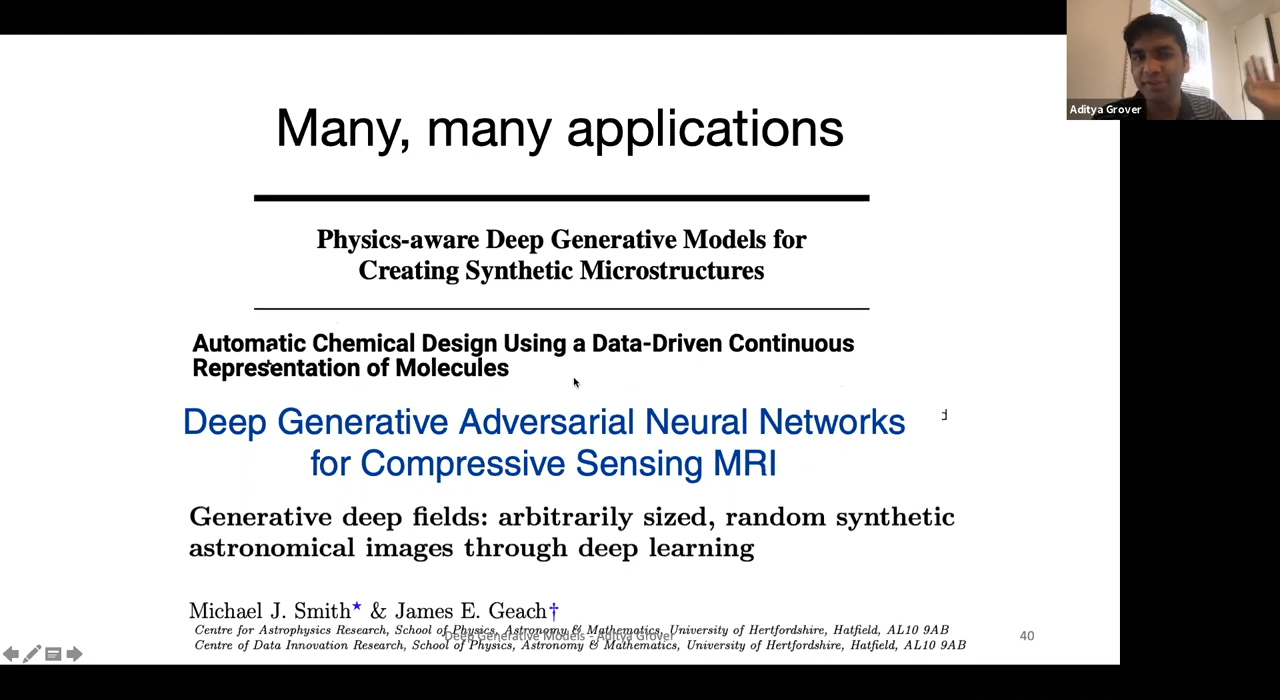 Aditya Grover
Many, many applications
Physics-aware Deep Generative Models for
Creating Synthetic Microstructures
Automatic Chemical Design Using a Data-Driven Continuous
Representation of Molecules
d
Deep Generative Adversarial Neural Networks
for Compressive Sensing MRI
Generative deep fields: arbitrarily sized, random synthetic
astronomical images through deep learning
Michael J. Smith★ & James E. Geach†
Centre for Astrophysics Research, School of Physics, Astronomy & Mathematics, University of Hertfordshire, Hatfield, AL10 9AB
Deep Generative Models - Aditya Grover
40
Centre of Data Innovation Research, School of Physics, Astronomy & Mathematics, University of Hertfordshire, Hatfield, AL10 9AB